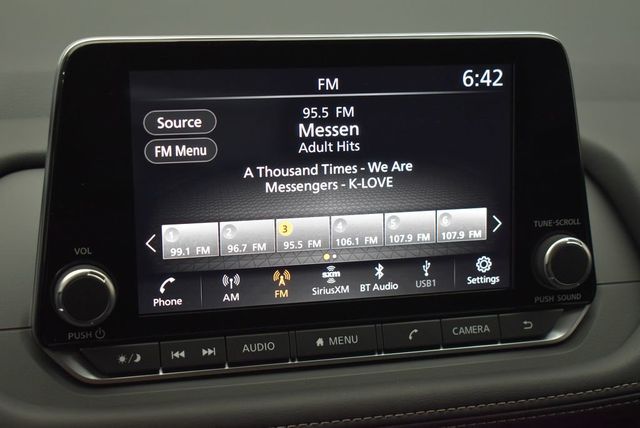 FM 6:42
95.5 FM
Source Messen
Adult Hits
FM Menu
A Thousand Times - We Are
Messengers - K-LOVE
1 2 3 4 5 6
99.1 FM 96.7 FM 95.5 FM 106.1 FM 107.9 FM 107.9 FM
sxm
Phone AM FM SiriusXM BT Audio USB1 Settings
VOL
PUSH
TUNE-SCROLL
PUSH SOUND
AUDIO MENU CAMERA